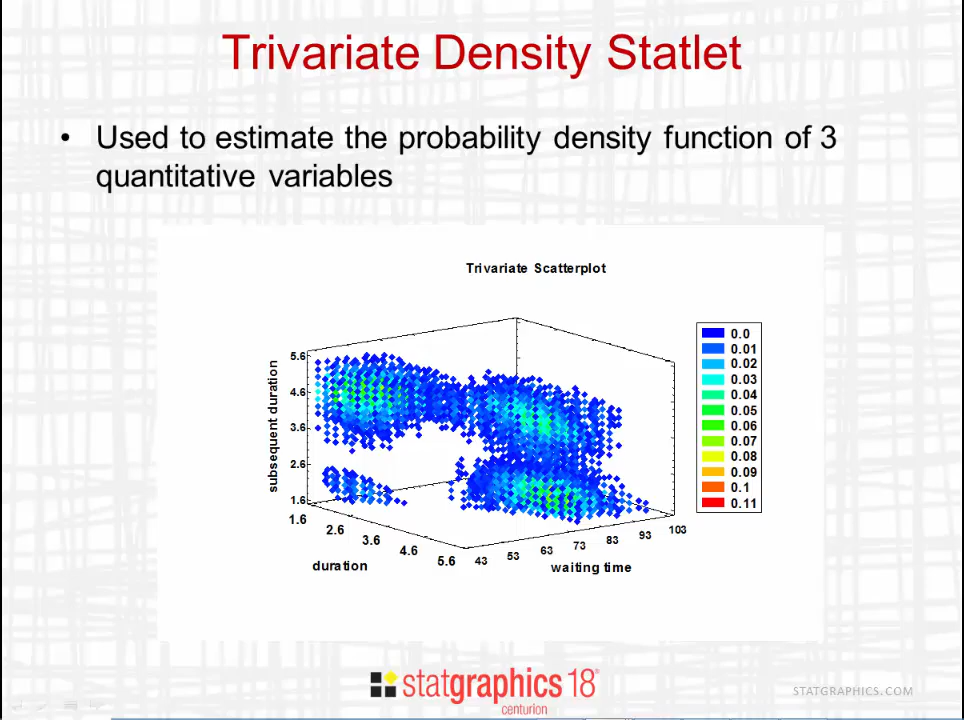 Trivariate Density Statlet
• Used to estimate the probability density function of 3
quantitative variables
Trivariate Scatterplot
0.0
0.01
0.02
0.03
0.04
0.05
0.06
0.07
0.08
0.09
0.1
0.11
subsequent duration
5.6
4.6
3.6
2.6
1.6
1.6
2.6
3.6
4.6
5.6
duration
43
53
63
73
83
93
103
waiting time
statgraphics 18®
centurion
STATGRAPHICS.COM